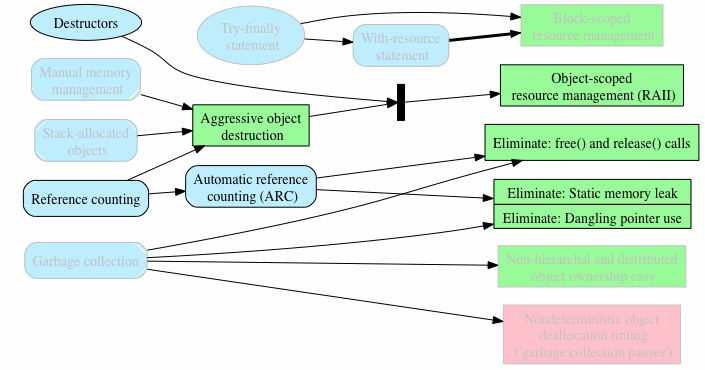 Destructors
Try-finally
statement
With-resource
statement
Block-scoped
resource management
Manual memory
management
Object-scoped
resource management (RAII)
Aggressive object
destruction
Stack-allocated
objects
Eliminate: free() and release() calls
Reference counting
Automatic reference
counting (ARC)
Eliminate: Static memory leak
Eliminate: Dangling pointer use
Garbage collection
Non-hierarchal and distributed
object ownership easy
Nondeterministic object
deallocation timing
('garbage collection pauses')